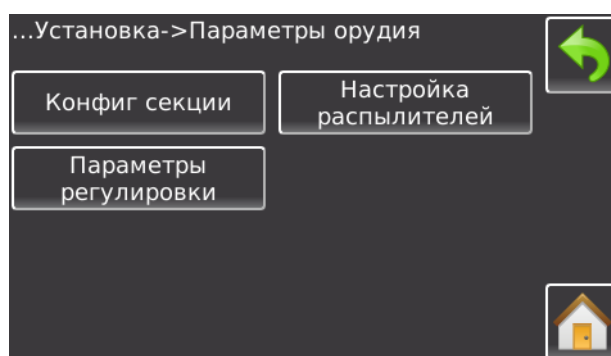 ...Установка->Параметры орудия
Конфиг секции
Настройка
распылителей
Параметры
регулировки